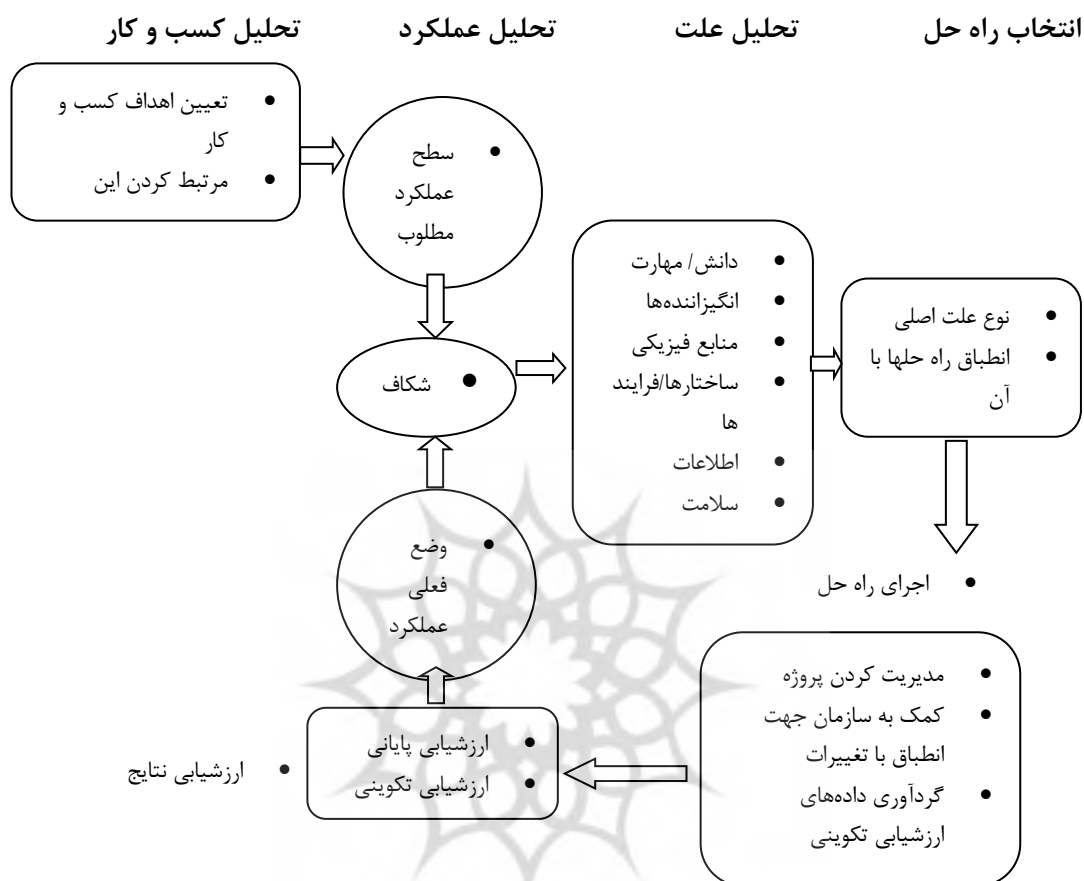 تحلیل کسب و کار
تحلیل عملکرد
تحلیل علت
انتخاب راه حل
• تعیین اهداف کسب و
کار
• مرتبط کردن این
• سطح
عملکرد
مطلوب
• شکاف
• وضع
فعلی
عملکرد
• دانش/ مهارت
• انگیزاننده‌ها
• منابع فیزیکی
• ساختارها/فرایند
ها
• اطلاعات
• سلامت
• نوع علت اصلی
• انطباق راه حلها با
آن
• اجرای راه حل
• مدیریت کردن پروژه
• کمک به سازمان جهت
انطباق با تغییرات
• گردآوری داده‌های
ارزشیابی تکوینی
• ارزشیابی پایانی
• ارزشیابی تکوینی
• ارزشیابی نتایج